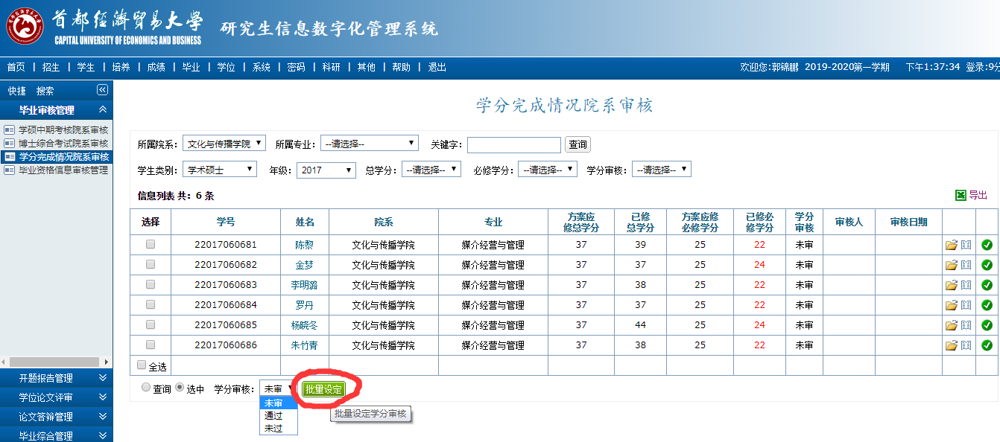 首都经济贸易大学 研究生信息数字化管理系统
CAPITAL UNIVERSITY OF ECONOMICS AND BUSINESS
首页 | 招生 | 学生 | 培养 | 成绩 | 毕业 | 学位 | 系统 | 密码 | 科研 | 其他 | 帮助 | 退出 欢迎您:郭锦鹏 2019-2020第一学期 下午1:37:34 登录:9分
快捷 搜索
毕业审核管理
学硕中期考核院系审核
博士综合考试院系审核
学分完成情况院系审核
毕业资格信息审核管理
开题报告管理
学位论文评审
论文答辩管理
毕业综合管理
学分完成情况院系审核
所属院系: 文化与传播学院 所属专业: --请选择-- 关键字: 查询
学生类别: 学术硕士 年级: 2017 总学分: --请选择-- 必修学分: --请选择-- 学分审核: --请选择--
信息列表 共: 6 条 导出
选择 学号 姓名 院系 专业 方案应修总学分 已修总学分 方案应修必修学分 已修必修学分 学分审核 审核人 审核日期
22017060681 陈黎 文化与传播学院 媒介经营与管理 37 39 25 22 未审
22017060682 金梦 文化与传播学院 媒介经营与管理 37 37 25 24 未审
22017060683 李明璐 文化与传播学院 媒介经营与管理 37 38 25 22 未审
22017060684 罗丹 文化与传播学院 媒介经营与管理 37 37 25 22 未审
22017060685 杨晓冬 文化与传播学院 媒介经营与管理 37 44 25 24 未审
22017060686 朱竹青 文化与传播学院 媒介经营与管理 37 38 25 22 未审
全选
查询 选中 学分审核: 未审 批量设定
未审
通过
未过
批量设定学分审核